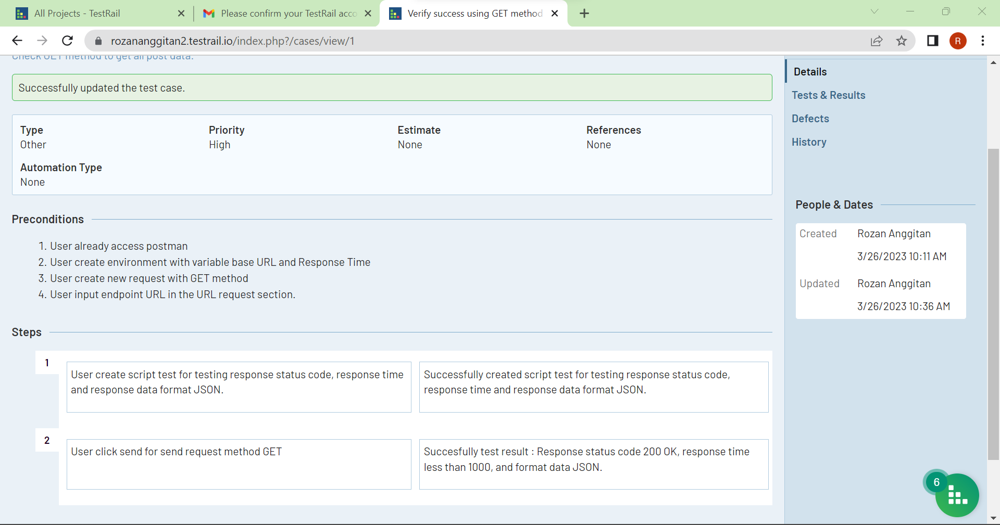 All Projects - TestRail
Please confirm your TestRail acco
Verify success using GET method
rozananggitan2.testrail.io/index.php?/cases/view/1
R
Check GET method to get all post data.
Successfully updated the test case.
Type
Other
Priority
High
Estimate
None
References
None
Automation Type
None
Preconditions
1. User already access postman
2. User create environment with variable base URL and Response Time
3. User create new request with GET method
4. User input endpoint URL in the URL request section.
Steps
1
User create script test for testing response status code, response time
and response data format JSON.
Successfully created script test for testing response status code,
response time and response data format JSON.
2
User click send for send request method GET
Succesfully test result : Response status code 200 OK, response time
less than 1000, and format data JSON.
Details
Tests & Results
Defects
History
People & Dates
Created
Rozan Anggitan
3/26/2023 10:11 AM
Updated
Rozan Anggitan
3/26/2023 10:36 AM
6